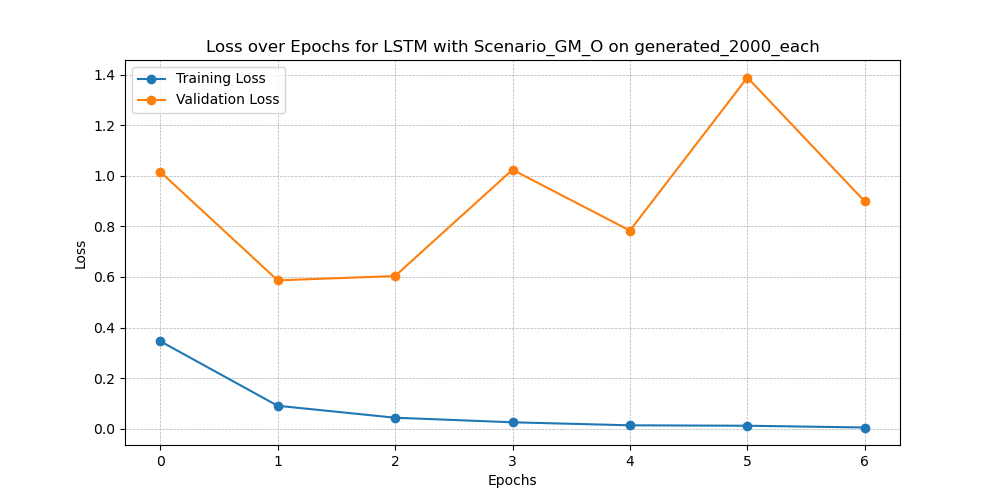 Loss over Epochs for LSTM with Scenario_GM_O on generated_2000_each
Training Loss
Validation Loss
1.4
1.2
1.0
0.8
0.6
0.4
0.2
0.0
Loss
0 1 2 3 4 5 6
Epochs